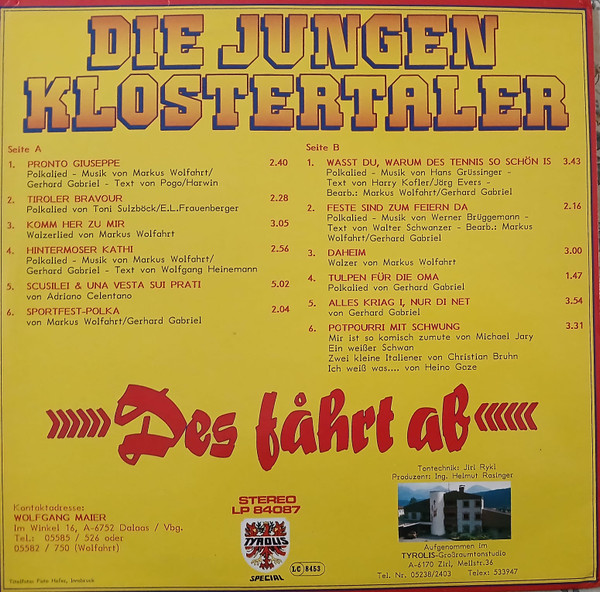 DIE JUNGEN
KLOSTERTALER
Seite A
1. PRONTO GIUSEPPE 2.40
Polkalied - Musik von Markus Wolfahrt/
Gerhard Gabriel - Text von Pogo/Harwin
2. TIROLER BRAVOUR 2.28
Polkalied von Toni Sulzböck/E.L.Frauenberger
3. KOMM HER ZU MIR 3.05
Walzerlied von Markus Wolfahrt
4. HINTERMOSER KATHI 2.56
Polkalied - Musik von Markus Wolfahrt/
Gerhard Gabriel - Text von Wolfgang Heinemann
5. SCUSILEI & UNA VESTA SUI PRATI 5.02
von Adriano Celentano
6. SPORTFEST-POLKA 2.04
von Markus Wolfahrt/Gerhard Gabriel
Seite B
1. WASST DU, WARUM DES TENNIS SO SCHÖN IS 3.43
Polkalied - Musik von Hans Grüssinger -
Text von Harry Kofler/Jörg Evers -
Bearb.: Markus Wolfahrt/Gerhard Gabriel
2. FESTE SIND ZUM FEIERN DA 2.16
Polkalied - Musik von Werner Brüggemann -
Text von Walter Schwanzer - Bearb.: Markus
Wolfahrt/Gerhard Gabriel
3. DAHEIM 3.00
Walzer von Markus Wolfahrt
4. TULPEN FÜR DIE OMA 1.47
Polkalied von Gerhard Gabriel
5. ALLES KRIAG I, NUR DI NET 3.54
von Gerhard Gabriel
6. POTPOURRI MIT SCHWUNG 3.31
Mir ist so komisch zumute von Michael Jary
Ein weißer Schwan
Zwei kleine Italiener von Christian Bruhn
Ich weiß was.... von Heino Goze
Des fåhrt ab
Kontaktadresse:
WOLFGANG MAIER
Im Winkel 16, A-6752 Dalaas / Vbg.
Tel.: 05585 / 526 oder
05582 / 750 (Wolfahrt)
Titelfoto: Foto Hofer, Innsbruck
STEREO
LP 84087
TYROLIS
SPECIAL
LC 8453
Tontechnik: Jiri Rykl
Produzent: Ing. Helmut Rasinger
Aufgenommen im
TYROLIS-Großraumtonstudio
A-6170 Zirl, Meilstr.36
Tel. Nr. 05238/2403 Telex: 533947